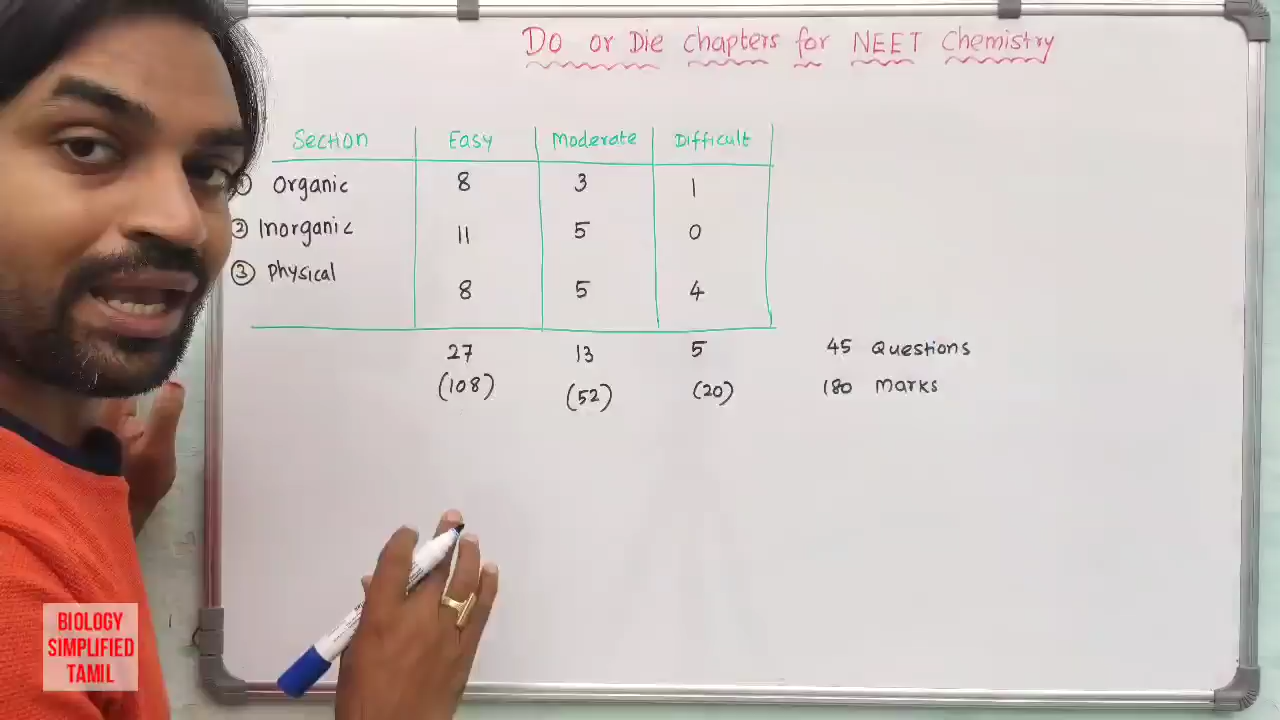 Do or Die Chapters for NEET Chemistry
Section Easy Moderate Difficult
① Organic 8 3 1
② Inorganic 11 5 0
③ Physical 8 5 4
27 13 5 45 Questions
(108) (52) (20) 180 Marks
BIOLOGY
SIMPLIFIED
TAMIL